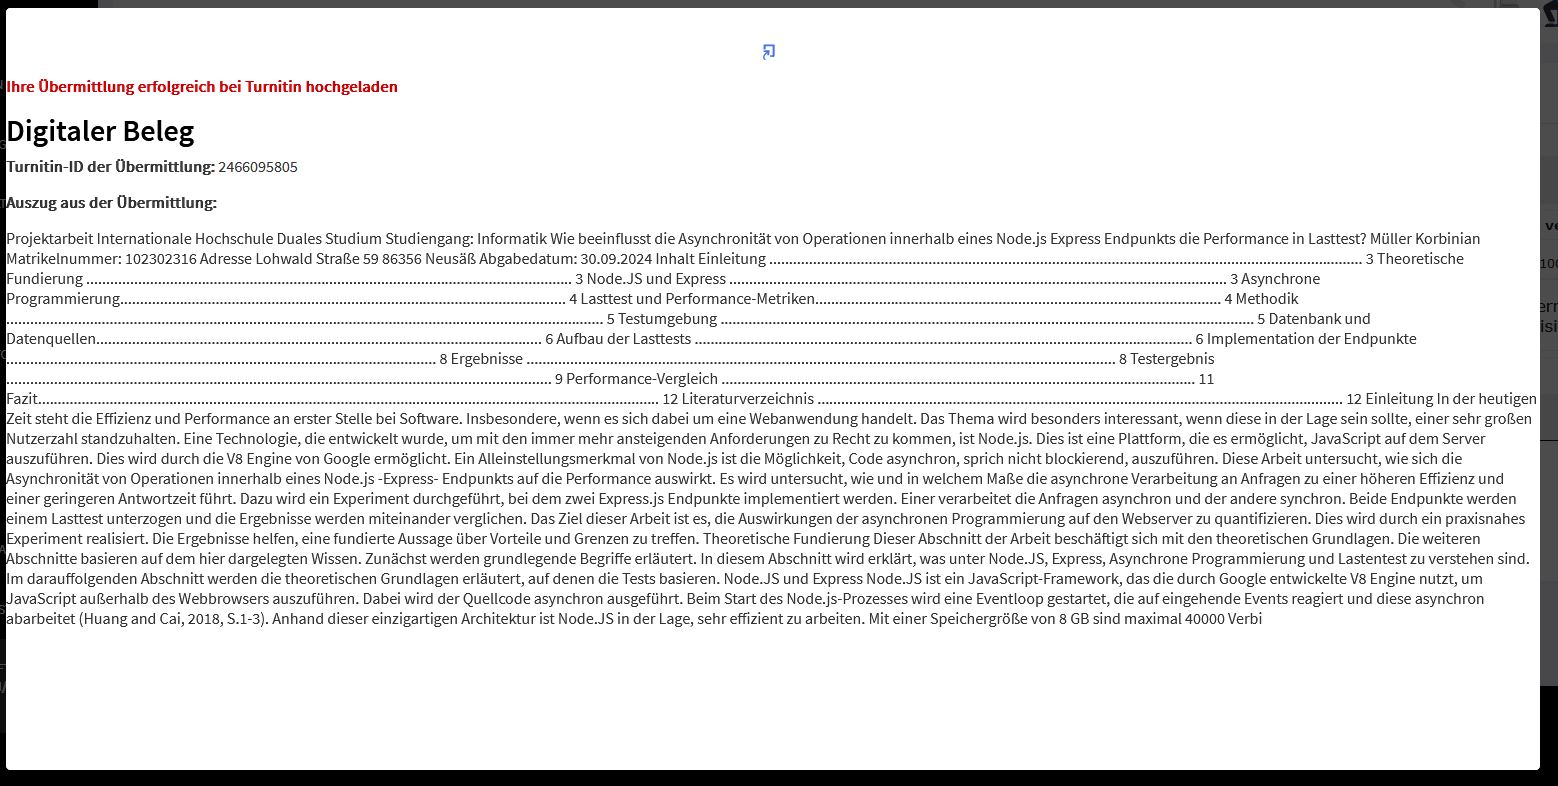 Ihre Übermittlung erfolgreich bei Turnitin hochgeladen
Digitaler Beleg
Turnitin-ID der Übermittlung: 2466095805
Auszug aus der Übermittlung:
Projektarbeit Internationale Hochschule Duales Studium Studiengang: Informatik Wie beeinflusst die Asynchronität von Operationen innerhalb eines Node.js Express Endpunkts die Performance in Lasttest? Müller Korbinian
Matrikelnummer: 102302316 Adresse Lohwald Straße 59 86356 Neusäß Abgabedatum: 30.09.2024 Inhalt Einleitung ........................................ 3 Theoretische
Fundierung ........................................ 3 Node.JS und Express ........................................ 3 Asynchrone
Programmierung........................................ 4 Lasttest und Performance-Metriken........................................ 4 Methodik
........................................ 5 Testumgebung ........................................ 5 Datenbank und
Datenquellen........................................ 6 Aufbau der Lasttests ........................................ 6 Implementation der Endpunkte
........................................ 8 Ergebnisse ........................................ 8 Testergebnis
........................................ 9 Performance-Vergleich ........................................ 11
Fazit........................................ 12 Literaturverzeichnis ........................................ 12 Einleitung In der heutigen
Zeit steht die Effizienz und Performance an erster Stelle bei Software. Insbesondere, wenn es sich dabei um eine Webanwendung handelt. Das Thema wird besonders interessant, wenn diese in der Lage sein sollte, einer sehr großen
Nutzerzahl standzuhalten. Eine Technologie, die entwickelt wurde, um mit den immer mehr ansteigenden Anforderungen zu Recht zu kommen, ist Node.js. Dies ist eine Plattform, die es ermöglicht, JavaScript auf dem Server
auszuführen. Dies wird durch die V8 Engine von Google ermöglicht. Ein Alleinstellungsmerkmal von Node.js ist die Möglichkeit, Code asynchron, sprich nicht blockierend, auszuführen. Diese Arbeit untersucht, wie sich die
Asynchronität von Operationen innerhalb eines Node.js -Express- Endpunkts auf die Performance auswirkt. Es wird untersucht, wie und in welchem Maße die asynchrone Verarbeitung an Anfragen zu einer höheren Effizienz und
einer geringeren Antwortzeit führt. Dazu wird ein Experiment durchgeführt, bei dem zwei Express.js Endpunkte implementiert werden. Einer verarbeitet die Anfragen asynchron und der andere synchron. Beide Endpunkte werden
einem Lasttest unterzogen und die Ergebnisse werden miteinander verglichen. Das Ziel dieser Arbeit ist es, die Auswirkungen der asynchronen Programmierung auf den Webserver zu quantifizieren. Dies wird durch ein praxisnahes
Experiment realisiert. Die Ergebnisse helfen, eine fundierte Aussage über Vorteile und Grenzen zu treffen. Theoretische Fundierung Dieser Abschnitt der Arbeit beschäftigt sich mit den theoretischen Grundlagen. Die weiteren
Abschnitte basieren auf dem hier dargelegten Wissen. Zunächst werden grundlegende Begriffe erläutert. In diesem Abschnitt wird erklärt, was unter Node.JS, Express, Asynchrone Programmierung und Lastentest zu verstehen sind.
Im darauffolgenden Abschnitt werden die theoretischen Grundlagen erläutert, auf denen die Tests basieren. Node.JS und Express Node.JS ist ein JavaScript-Framework, das die durch Google entwickelte V8 Engine nutzt, um
JavaScript außerhalb des Webbrowsers auszuführen. Dabei wird der Quellcode asynchron ausgeführt. Beim Start des Node.js-Prozesses wird eine Eventloop gestartet, die auf eingehende Events reagiert und diese asynchron
abarbeitet (Huang and Cai, 2018, S.1-3). Anhand dieser einzigartigen Architektur ist Node.JS in der Lage, sehr effizient zu arbeiten. Mit einer Speichergröße von 8 GB sind maximal 40000 Verbi